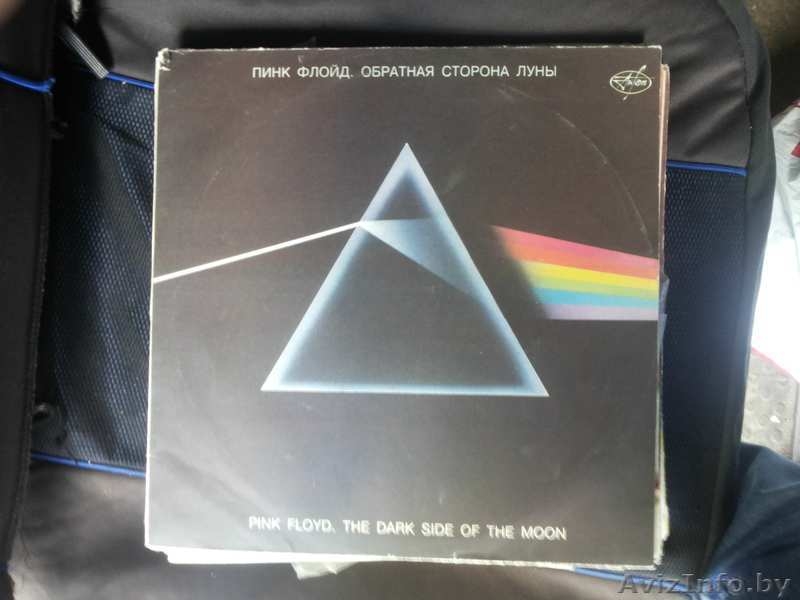 ПИНК ФЛОЙД. ОБРАТНАЯ СТОРОНА ЛУНЫ
PINK FLOYD. THE DARK SIDE OF THE MOON
AvizInfo.by